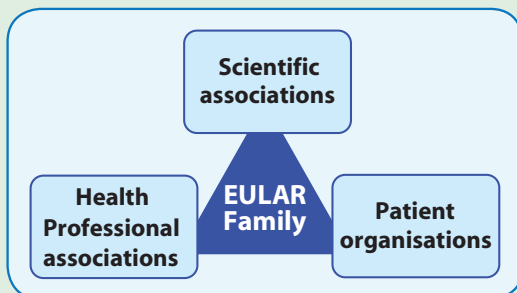 Scientific
associations
EULAR
Family
Health
Professional
associations
Patient
organisations